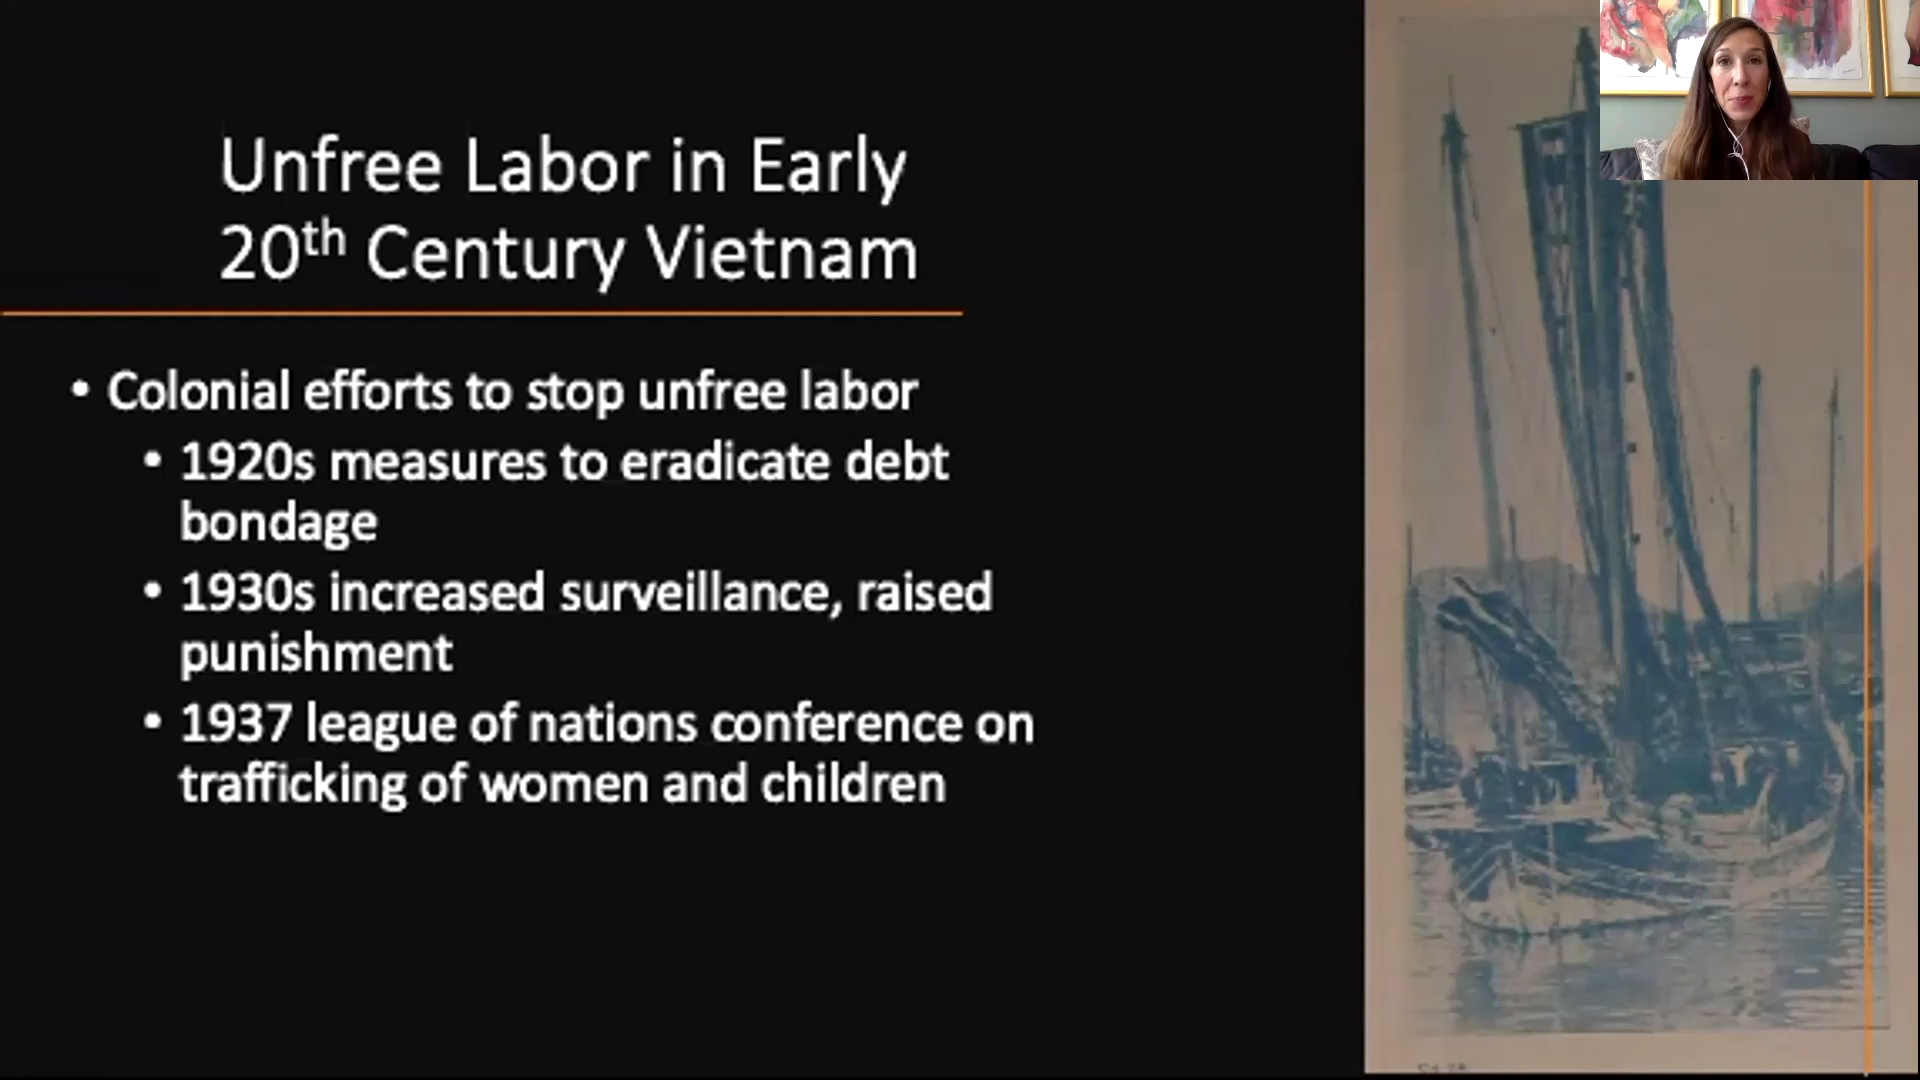 Unfree Labor in Early
20th Century Vietnam
• Colonial efforts to stop unfree labor
• 1920s measures to eradicate debt
bondage
• 1930s increased surveillance, raised
punishment
• 1937 league of nations conference on
trafficking of women and children